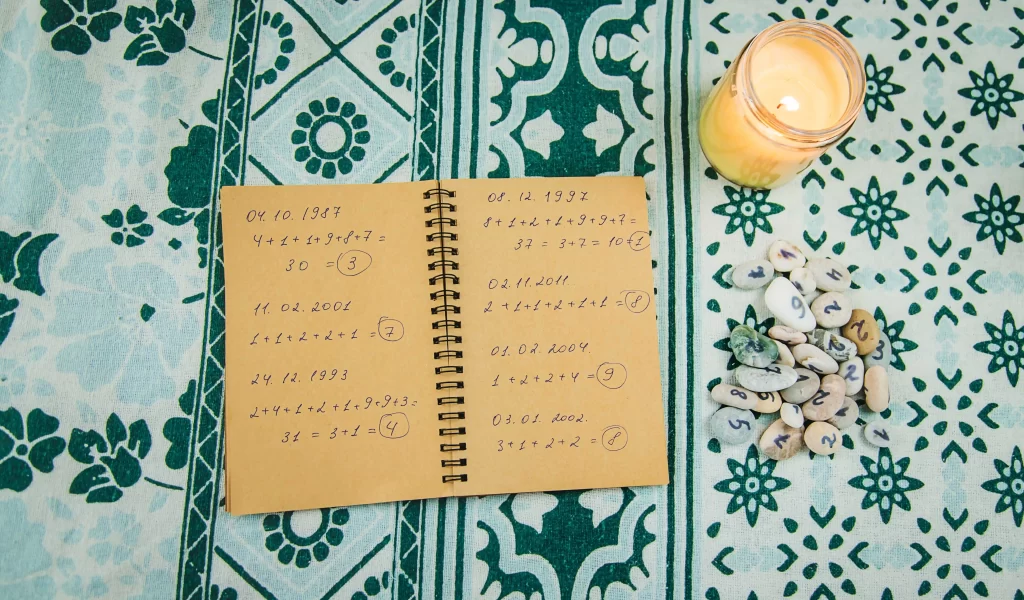 04.10.1987
4+1+1+9+8+7=
30 = 3
11.02.2001
1+1+2+2+1 = 7
24.12.1993
2+4+1+2+1+9+9+3=
31 = 3+1 = 4
08.12.1997
8+1+2+1+9+9+7=
37 = 3+7 = 10=1
02.11.2011.
2+1+1+2+1+1 = 8
01.02.2004.
1+2+2+4 = 9
03.01.2002.
3+1+2+2 = 8